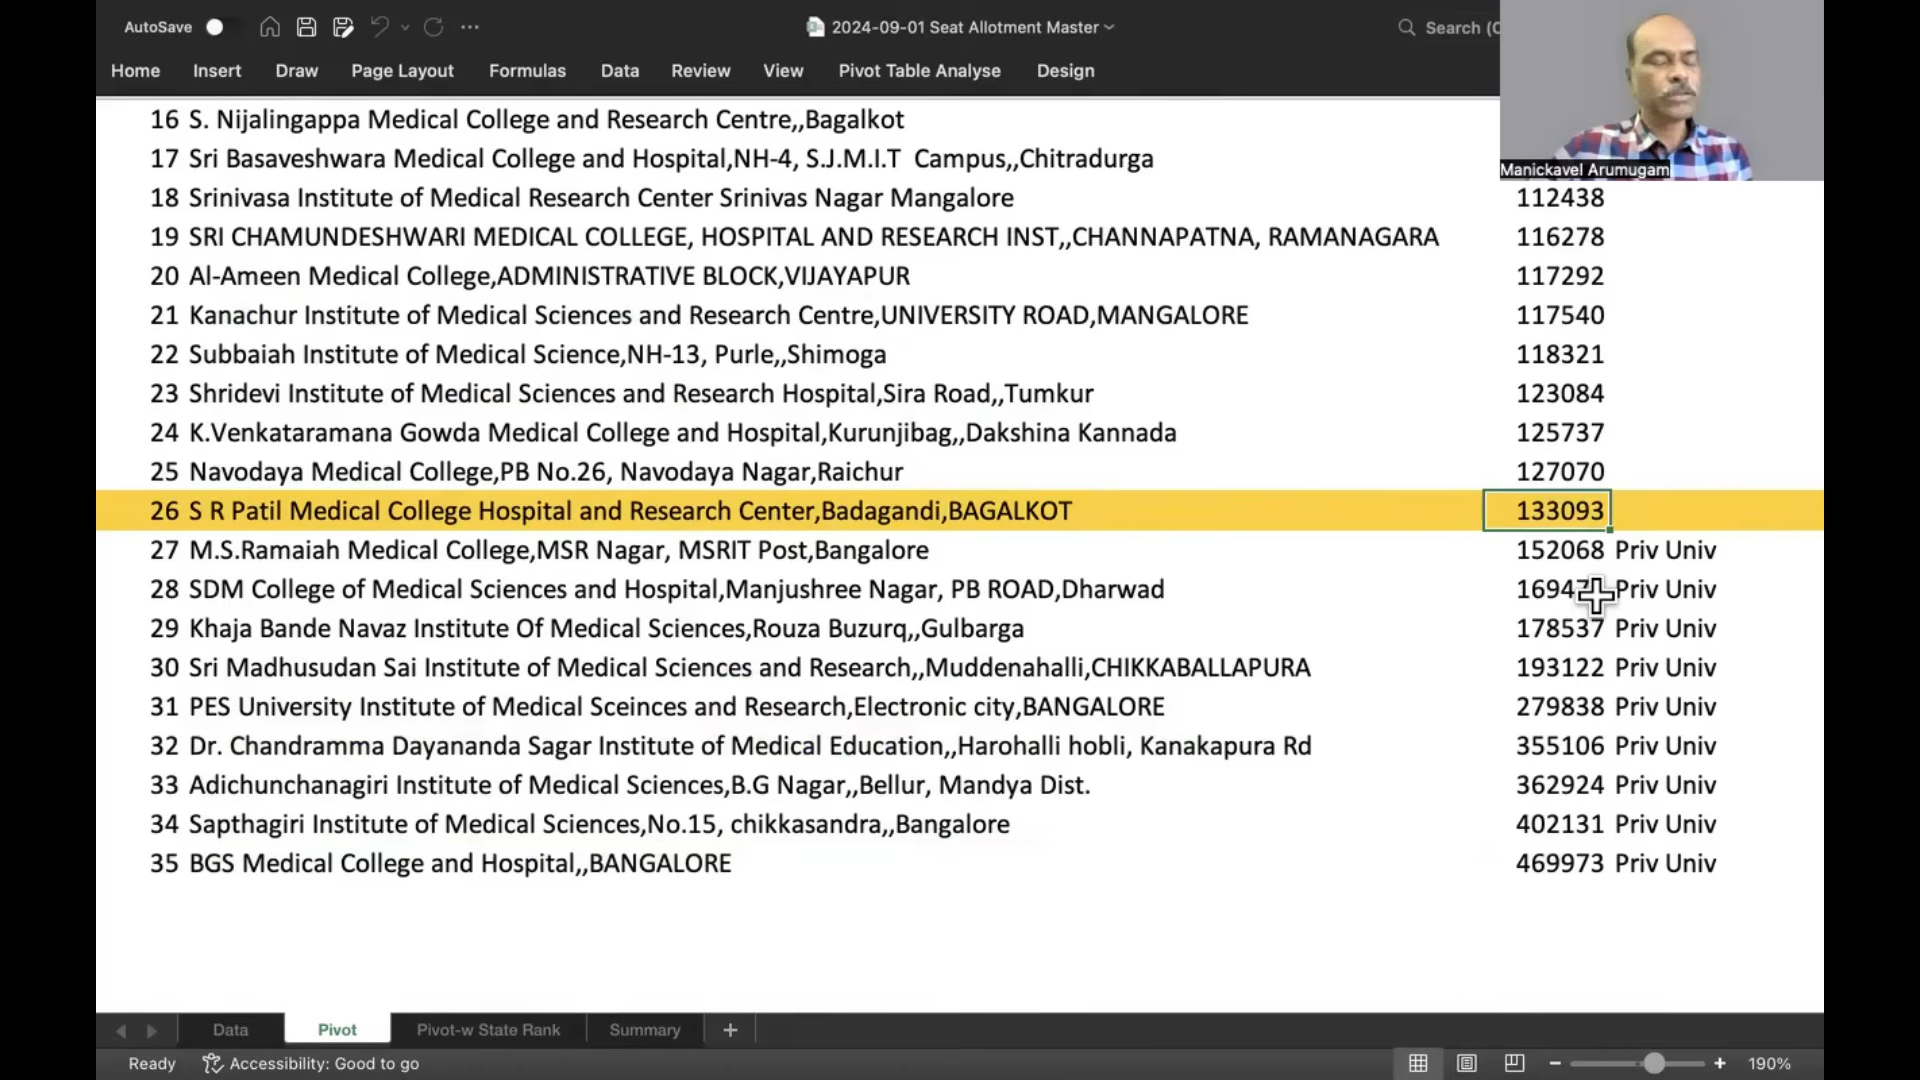 AutoSave
2024-09-01 Seat Allotment Master
Search (C
Home Insert Draw Page Layout Formulas Data Review View Pivot Table Analyse Design
Manickavel Arumugam
16 S. Nijalingappa Medical College and Research Centre,,Bagalkot
17 Sri Basaveshwara Medical College and Hospital,NH-4, S.J.M.I.T Campus,,Chitradurga
18 Srinivasa Institute of Medical Research Center Srinivas Nagar Mangalore 112438
19 SRI CHAMUNDESHWARI MEDICAL COLLEGE, HOSPITAL AND RESEARCH INST,,CHANNAPATNA, RAMANAGARA 116278
20 Al-Ameen Medical College,ADMINISTRATIVE BLOCK,VIJAYAPUR 117292
21 Kanachur Institute of Medical Sciences and Research Centre,UNIVERSITY ROAD,MANGALORE 117540
22 Subbaiah Institute of Medical Science,NH-13, Purle,,Shimoga 118321
23 Shridevi Institute of Medical Sciences and Research Hospital,Sira Road,,Tumkur 123084
24 K.Venkataramana Gowda Medical College and Hospital,Kurunjibag,,Dakshina Kannada 125737
25 Navodaya Medical College,PB No.26, Navodaya Nagar,Raichur 127070
26 S R Patil Medical College Hospital and Research Center,Badagandi,BAGALKOT 133093
27 M.S.Ramaiah Medical College,MSR Nagar, MSRIT Post,Bangalore 152068 Priv Univ
28 SDM College of Medical Sciences and Hospital,Manjushree Nagar, PB ROAD,Dharwad Priv Univ
29 Khaja Bande Navaz Institute Of Medical Sciences,Rouza Buzurq,,Gulbarga 178537 Priv Univ
30 Sri Madhusudan Sai Institute of Medical Sciences and Research,,Muddenahalli,CHIKKABALLAPURA 193122 Priv Univ
31 PES University Institute of Medical Sceinces and Research,Electronic city,BANGALORE 279838 Priv Univ
32 Dr. Chandramma Dayananda Sagar Institute of Medical Education,,Harohalli hobli, Kanakapura Rd 355106 Priv Univ
33 Adichunchanagiri Institute of Medical Sciences,B.G Nagar,,Bellur, Mandya Dist. 362924 Priv Univ
34 Sapthagiri Institute of Medical Sciences,No.15, chikkasandra,,Bangalore 402131 Priv Univ
35 BGS Medical College and Hospital,,BANGALORE 469973 Priv Univ
Data Pivot Pivot-w State Rank Summary
Ready Accessibility: Good to go 190%